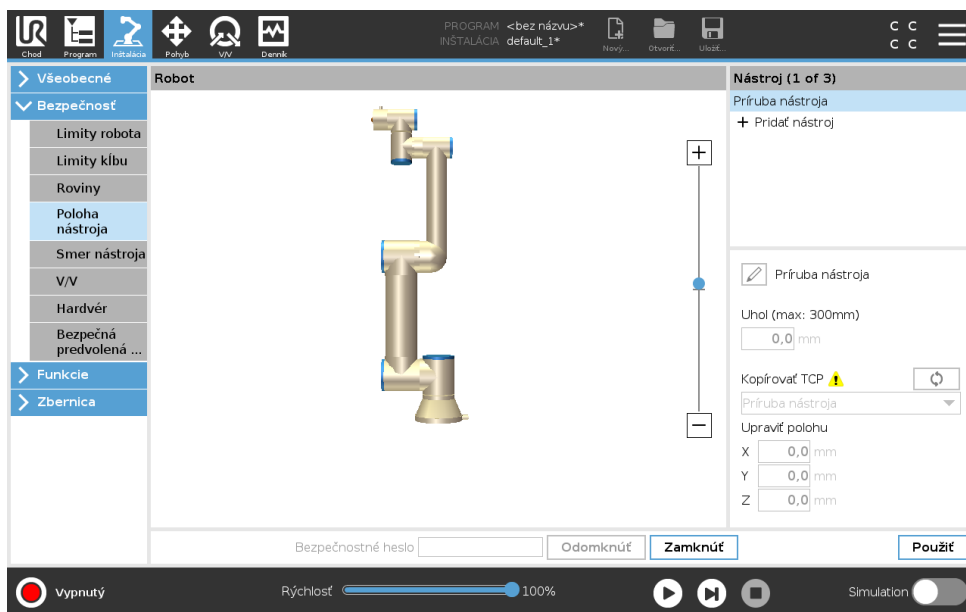 PROGRAM <bez názvu>*
INŠTALÁCIA default_1*
Chod
Program
Inštalácia
Pohyb
V/V
Denník
Nový...
Otvoriť...
Uložiť...
C C
C C
Všeobecné
Bezpečnosť
Limity robota
Limity kĺbu
Roviny
Poloha
nástroja
Smer nástroja
V/V
Hardvér
Bezpečná
predvolená ...
Funkcie
Zbernica
Robot
Nástroj (1 of 3)
Príruba nástroja
Pridať nástroj
Príruba nástroja
Uhol (max: 300mm)
0,0 mm
Kopírovať TCP
Príruba nástroja
Upraviť polohu
X 0,0 mm
Y 0,0 mm
Z 0,0 mm
Bezpečnostné heslo
Odomknúť
Zamknúť
Použiť
Vypnutý
Rýchlosť 100%
Simulation